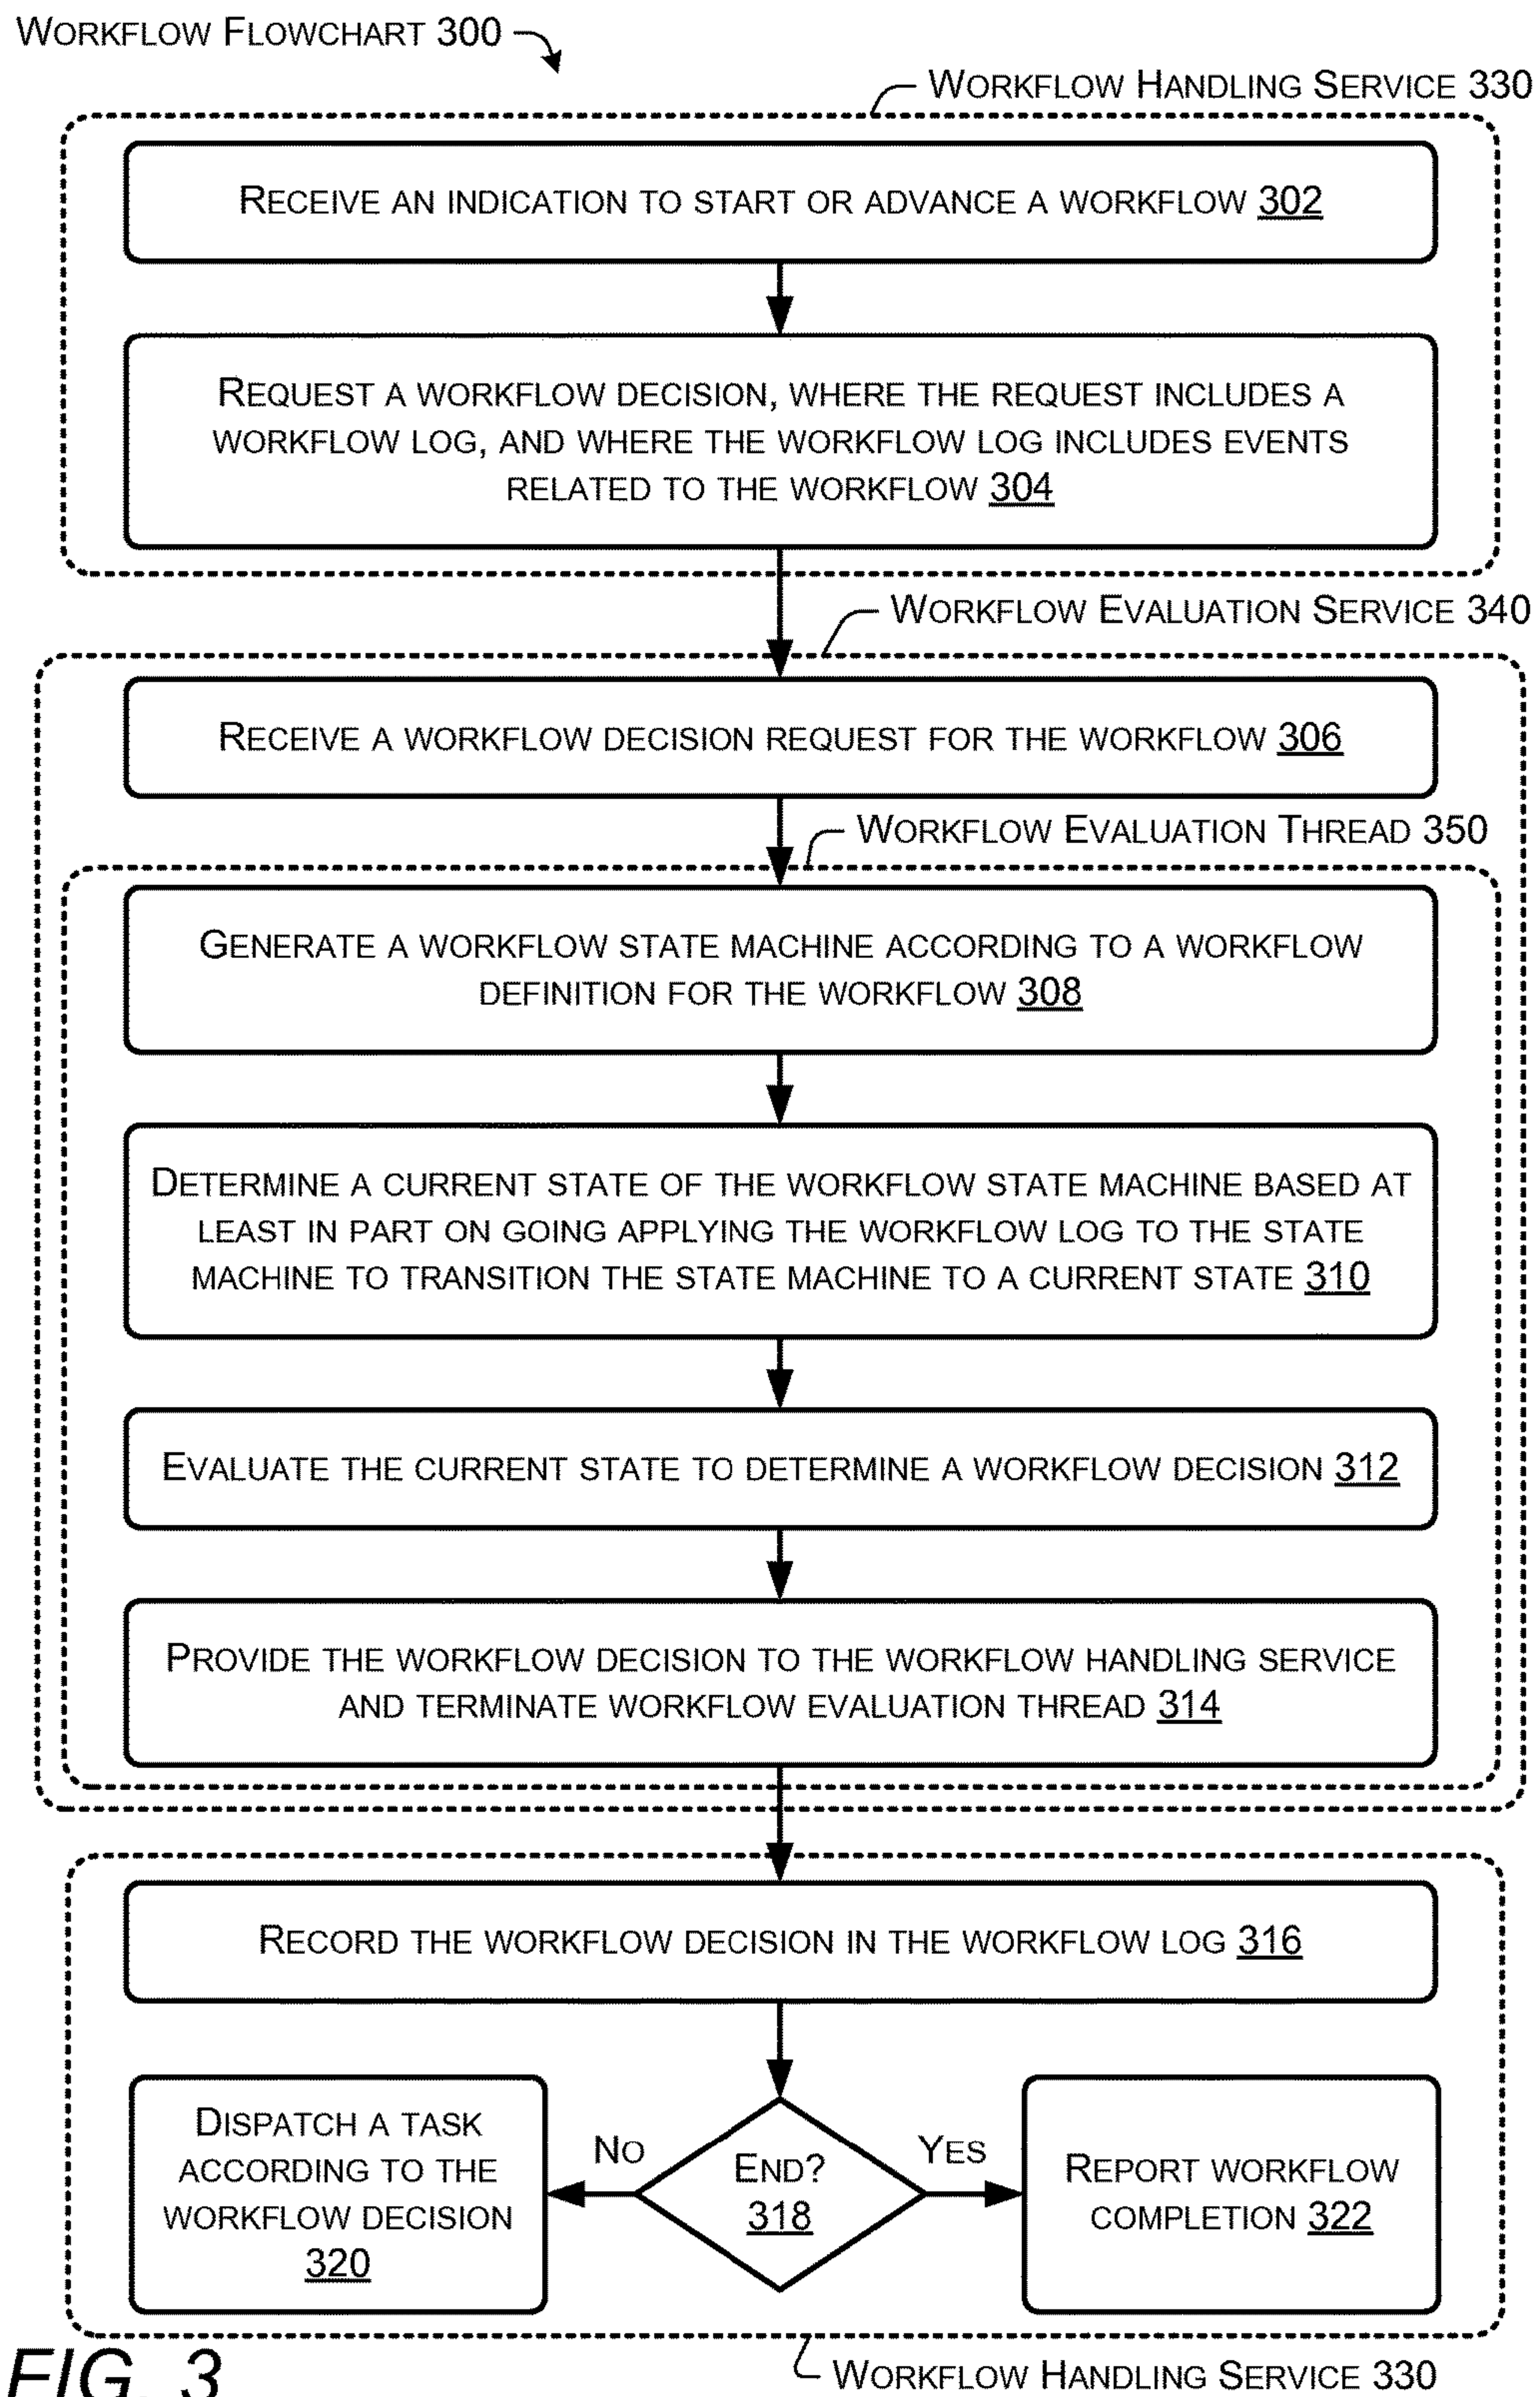 WORKFLOW FLOWCHART 300
WORKFLOW HANDLING SERVICE 330
RECEIVE AN INDICATION TO START OR ADVANCE A WORKFLOW 302
REQUEST A WORKFLOW DECISION, WHERE THE REQUEST INCLUDES A
WORKFLOW LOG, AND WHERE THE WORKFLOW LOG INCLUDES EVENTS
RELATED TO THE WORKFLOW 304
WORKFLOW EVALUATION SERVICE 340
RECEIVE A WORKFLOW DECISION REQUEST FOR THE WORKFLOW 306
WORKFLOW EVALUATION THREAD 350
GENERATE A WORKFLOW STATE MACHINE ACCORDING TO A WORKFLOW
DEFINITION FOR THE WORKFLOW 308
DETERMINE A CURRENT STATE OF THE WORKFLOW STATE MACHINE BASED AT
LEAST IN PART ON GOING APPLYING THE WORKFLOW LOG TO THE STATE
MACHINE TO TRANSITION THE STATE MACHINE TO A CURRENT STATE 310
EVALUATE THE CURRENT STATE TO DETERMINE A WORKFLOW DECISION 312
PROVIDE THE WORKFLOW DECISION TO THE WORKFLOW HANDLING SERVICE
AND TERMINATE WORKFLOW EVALUATION THREAD 314
RECORD THE WORKFLOW DECISION IN THE WORKFLOW LOG 316
DISPATCH A TASK
ACCORDING TO THE
WORKFLOW DECISION
320
NO
END?
318
YES
REPORT WORKFLOW
COMPLETION 322
FIG. 3
WORKFLOW HANDLING SERVICE 330